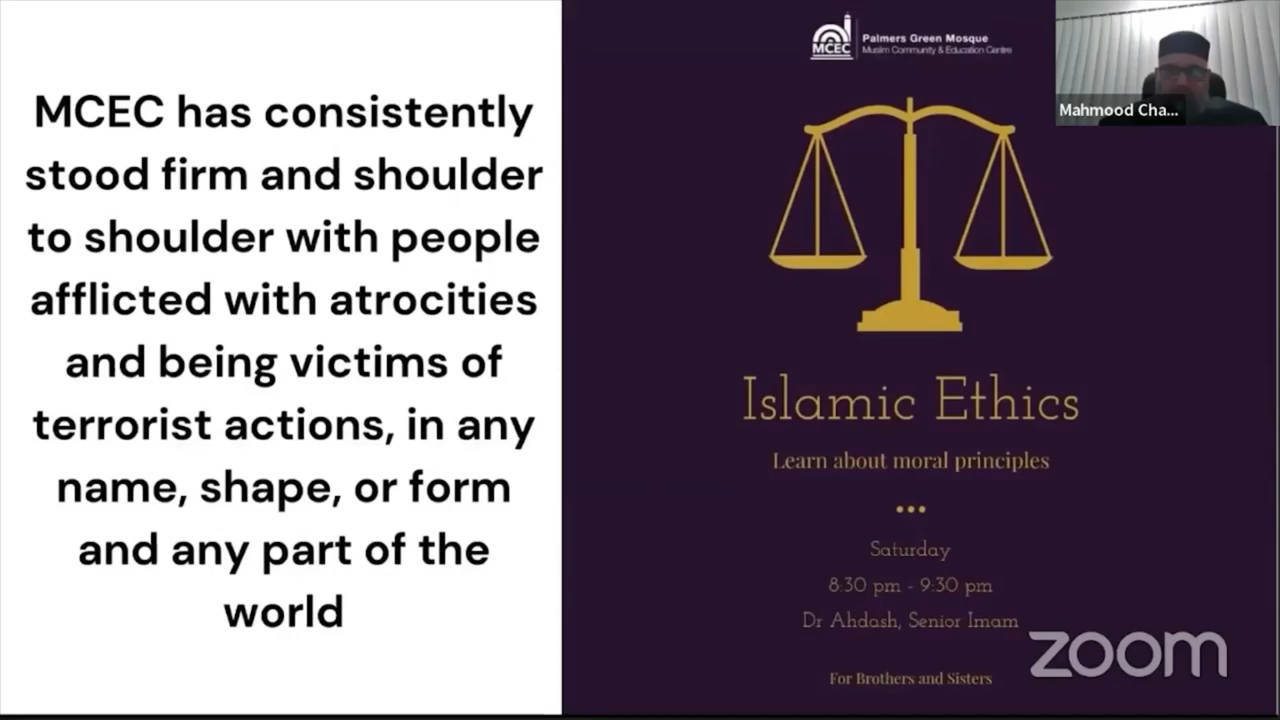 MCEC has consistently
stood firm and shoulder
to shoulder with people
afflicted with atrocities
and being victims of
terrorist actions, in any
name, shape, or form
and any part of the
world
MCEC
Palmers Green Mosque
Muslim Community & Education Centre
Mahmood Cha...
Islamic Ethics
Learn about moral principles
Saturday
8:30 pm - 9:30 pm
Dr Ahdash, Senior Imam
For Brothers and Sisters
zoom